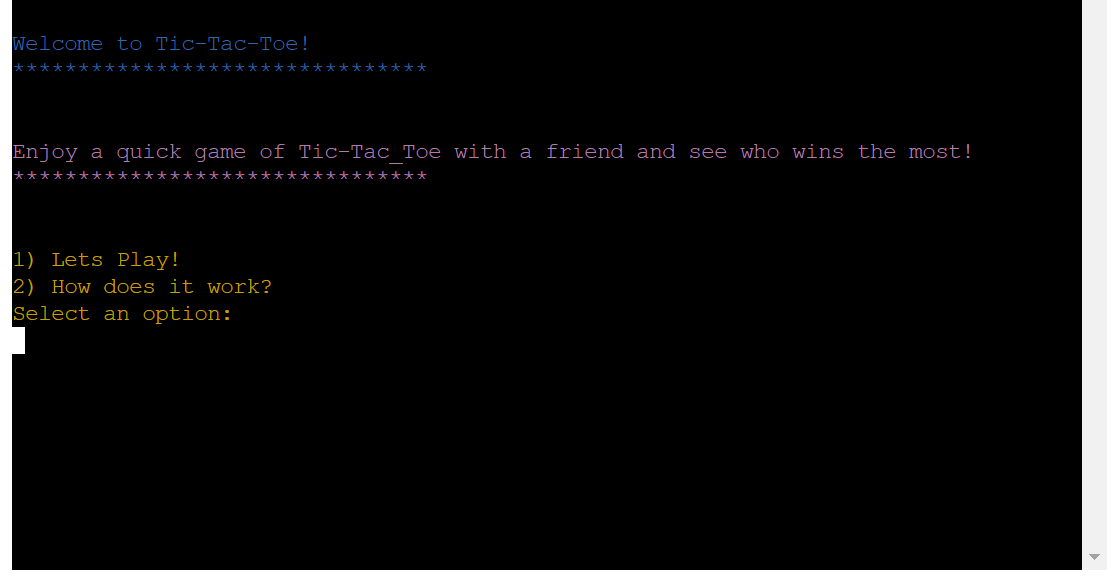 Welcome to Tic-Tac-Toe!
********************************
Enjoy a quick game of Tic-Tac_Toe with a friend and see who wins the most!
********************************
1) Lets Play!
2) How does it work?
Select an option: